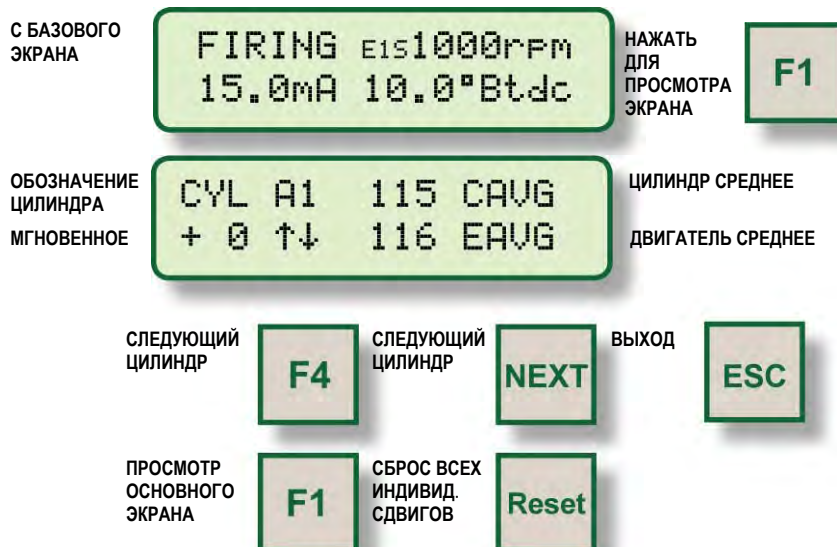 С БАЗОВОГО
ЭКРАНА
FIRING E1S1000rpm
15.0mA 10.0°Btdc
НАЖАТЬ
ДЛЯ
ПРОСМОТРА
ЭКРАНА
F1
ОБОЗНАЧЕНИЕ
ЦИЛИНДРА
МГНОВЕННОЕ
CYL A1 115 CAVG
+ 0 ↑↓ 116 EAVG
ЦИЛИНДР СРЕДНЕЕ
ДВИГАТЕЛЬ СРЕДНЕЕ
СЛЕДУЮЩИЙ
ЦИЛИНДР
F4
СЛЕДУЮЩИЙ
ЦИЛИНДР
NEXT
ВЫХОД
ESC
ПРОСМОТР
ОСНОВНОГО
ЭКРАНА
F1
СБРОС ВСЕХ
ИНДИВИД.
СДВИГОВ
Reset